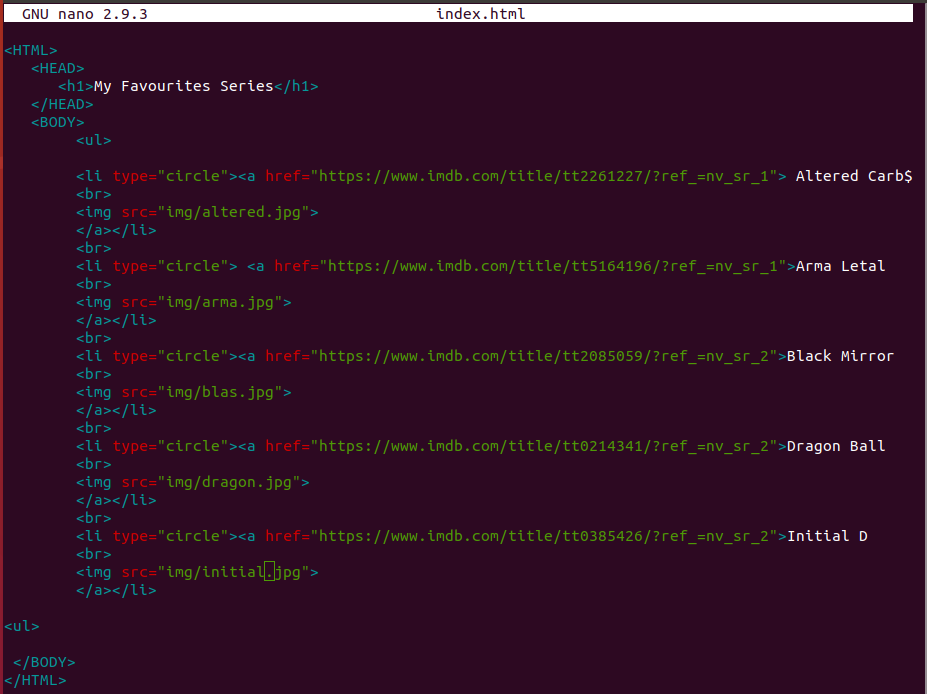 GNU nano 2.9.3 index.html
<HTML>
<HEAD>
<h1>My Favourites Series</h1>
</HEAD>
<BODY>
<ul>
<li type="circle"><a href="https://www.imdb.com/title/tt2261227/?ref_=nv_sr_1"> Altered Carb$
<br>
<img src="img/altered.jpg">
</a></li>
<br>
<li type="circle"> <a href="https://www.imdb.com/title/tt5164196/?ref_=nv_sr_1">Arma Letal
<br>
<img src="img/arma.jpg">
</a></li>
<br>
<li type="circle"><a href="https://www.imdb.com/title/tt2085059/?ref_=nv_sr_2">Black Mirror
<br>
<img src="img/blas.jpg">
</a></li>
<br>
<li type="circle"><a href="https://www.imdb.com/title/tt0214341/?ref_=nv_sr_2">Dragon Ball
<br>
<img src="img/dragon.jpg">
</a></li>
<br>
<li type="circle"><a href="https://www.imdb.com/title/tt0385426/?ref_=nv_sr_2">Initial D
<br>
<img src="img/initial.jpg">
</a></li>
<ul>
</BODY>
</HTML>